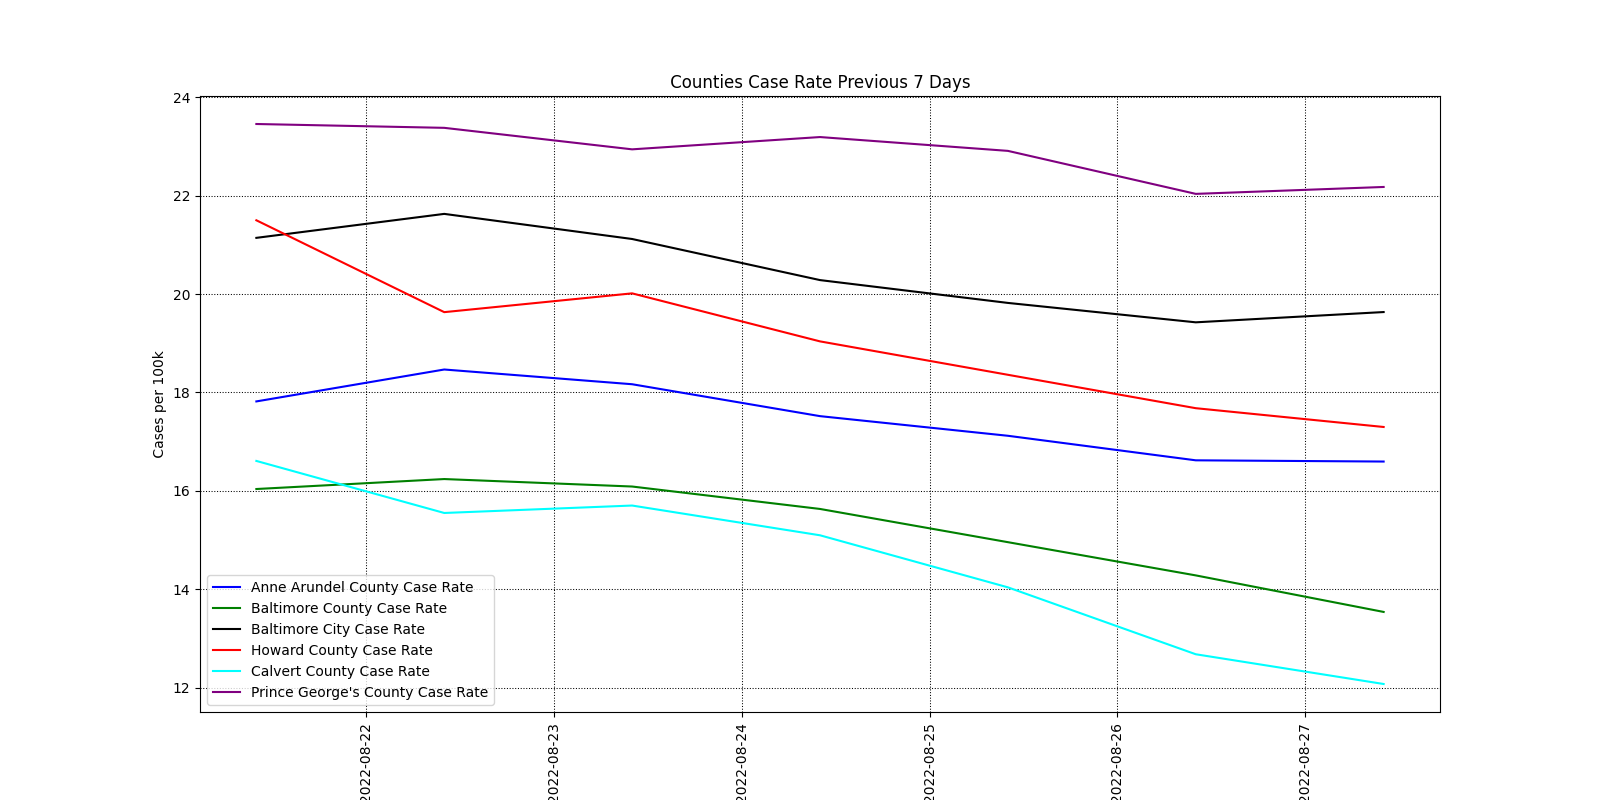 Counties Case Rate Previous 7 Days
24
22
20
18
16
14
12
Cases per 100k
Anne Arundel County Case Rate
Baltimore County Case Rate
Baltimore City Case Rate
Howard County Case Rate
Calvert County Case Rate
Prince George's County Case Rate
2022-08-22
2022-08-23
2022-08-24
2022-08-25
2022-08-26
2022-08-27